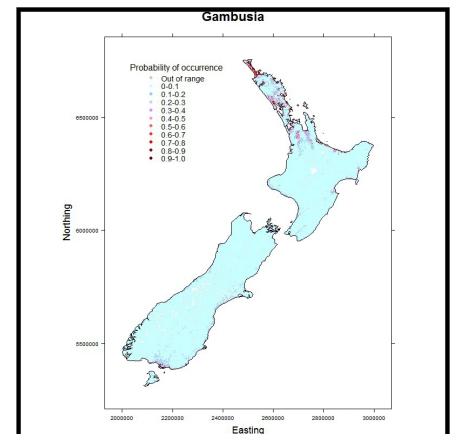 Gambusia
Probability of occurrence
Out of range
0-0.1
0.1-0.2
0.2-0.3
0.3-0.4
0.4-0.5
0.5-0.6
0.6-0.7
0.7-0.8
0.8-0.9
0.9-1.0
Northing
6500000
6000000
5500000
2000000 2200000 2400000 2600000 2800000 3000000
Easting